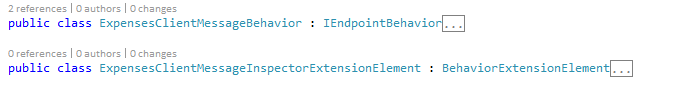 2 references | 0 authors | 0 changes
public class ExpensesClientMessageBehavior : IEndpointBehavior...
0 references | 0 authors | 0 changes
public class ExpensesClientMessageInspectorExtensionElement : BehaviorExtensionElement...